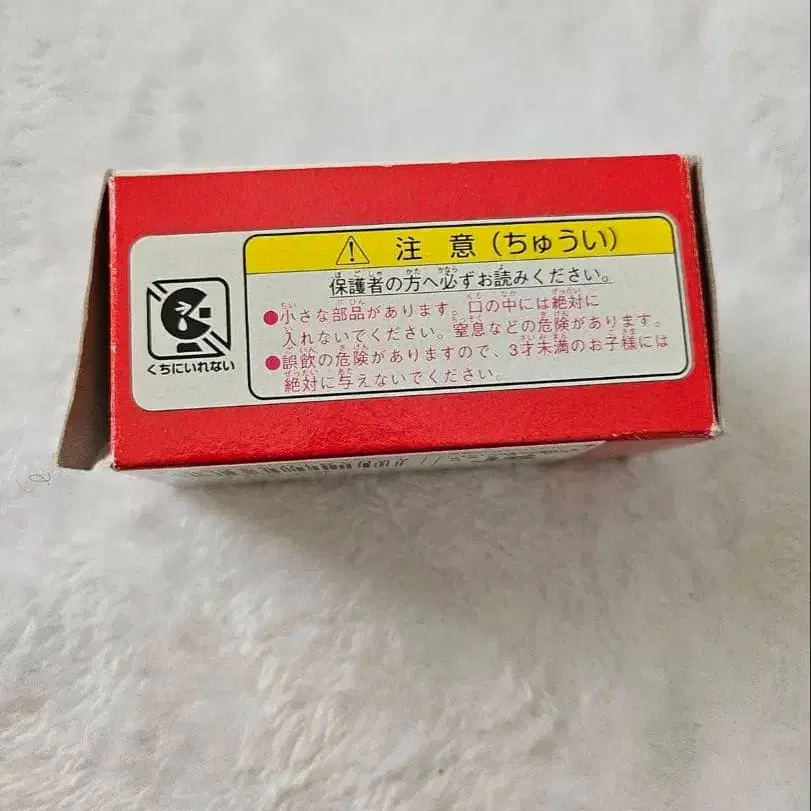 ⚠ 注意(ちゅうい)
保護者の方へ必ずお読みください。
●小さな部品があります。口の中には絶対に
入れないでください。窒息などの危険があります。
●誤飲の危険がありますので、3才未満のお子様には
絶対に与えないでください。
くちにいれない